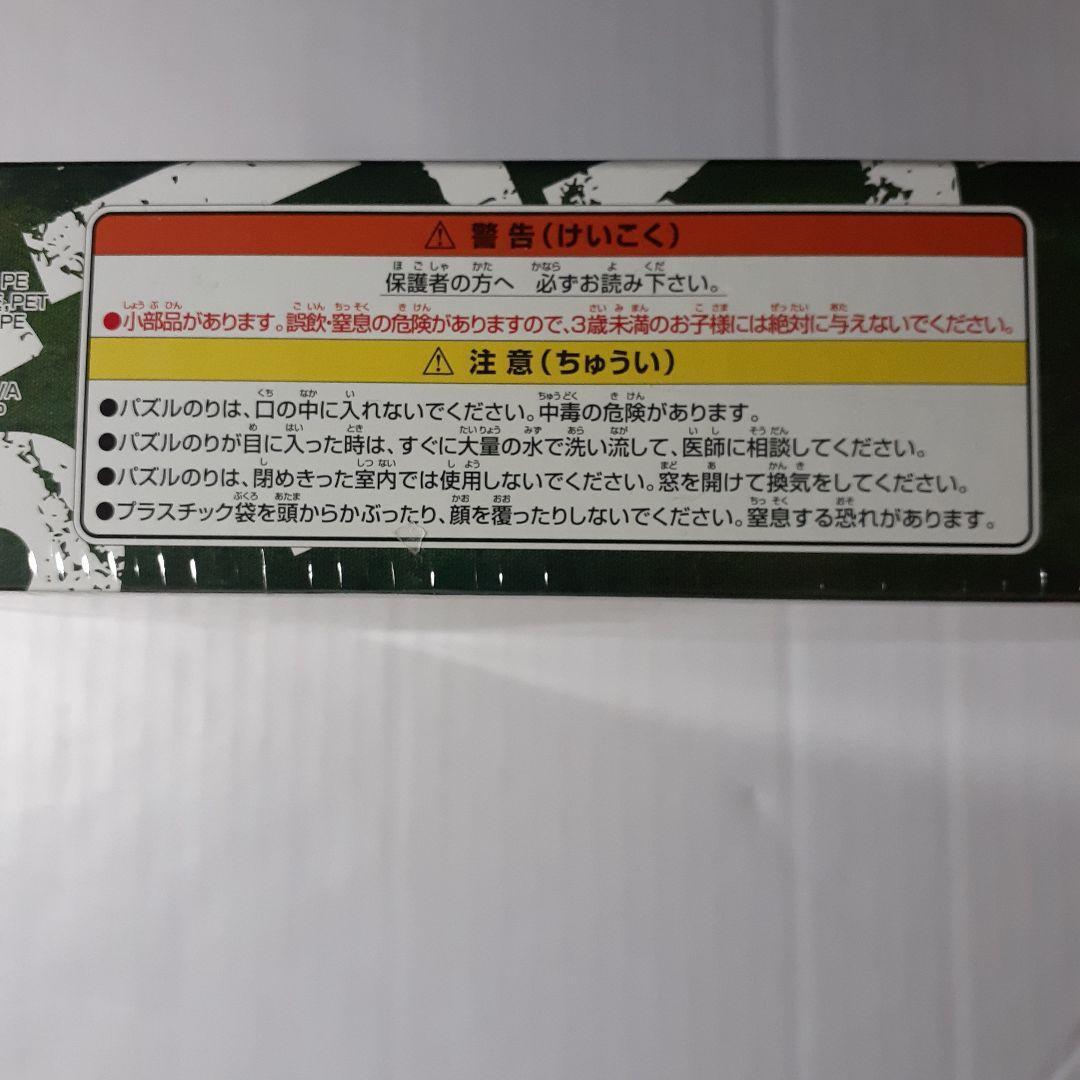 PE
PET
PE
警告(けいこく)
保護者の方へ 必ずお読み下さい。
●小部品があります。誤飲・窒息の危険がありますので、3歳未満のお子様には絶対に与えないでください。
注意(ちゅうい)
●パズルのりは、口の中に入れないでください。中毒の危険があります。
●パズルのりが目に入った時は、すぐに大量の水で洗い流して、医師に相談してください。
●パズルのりは、閉めきった室内では使用しないでください。窓を開けて換気をしてください。
●プラスチック袋を頭からかぶったり、顔を覆ったりしないでください。窒息する恐れがあります。